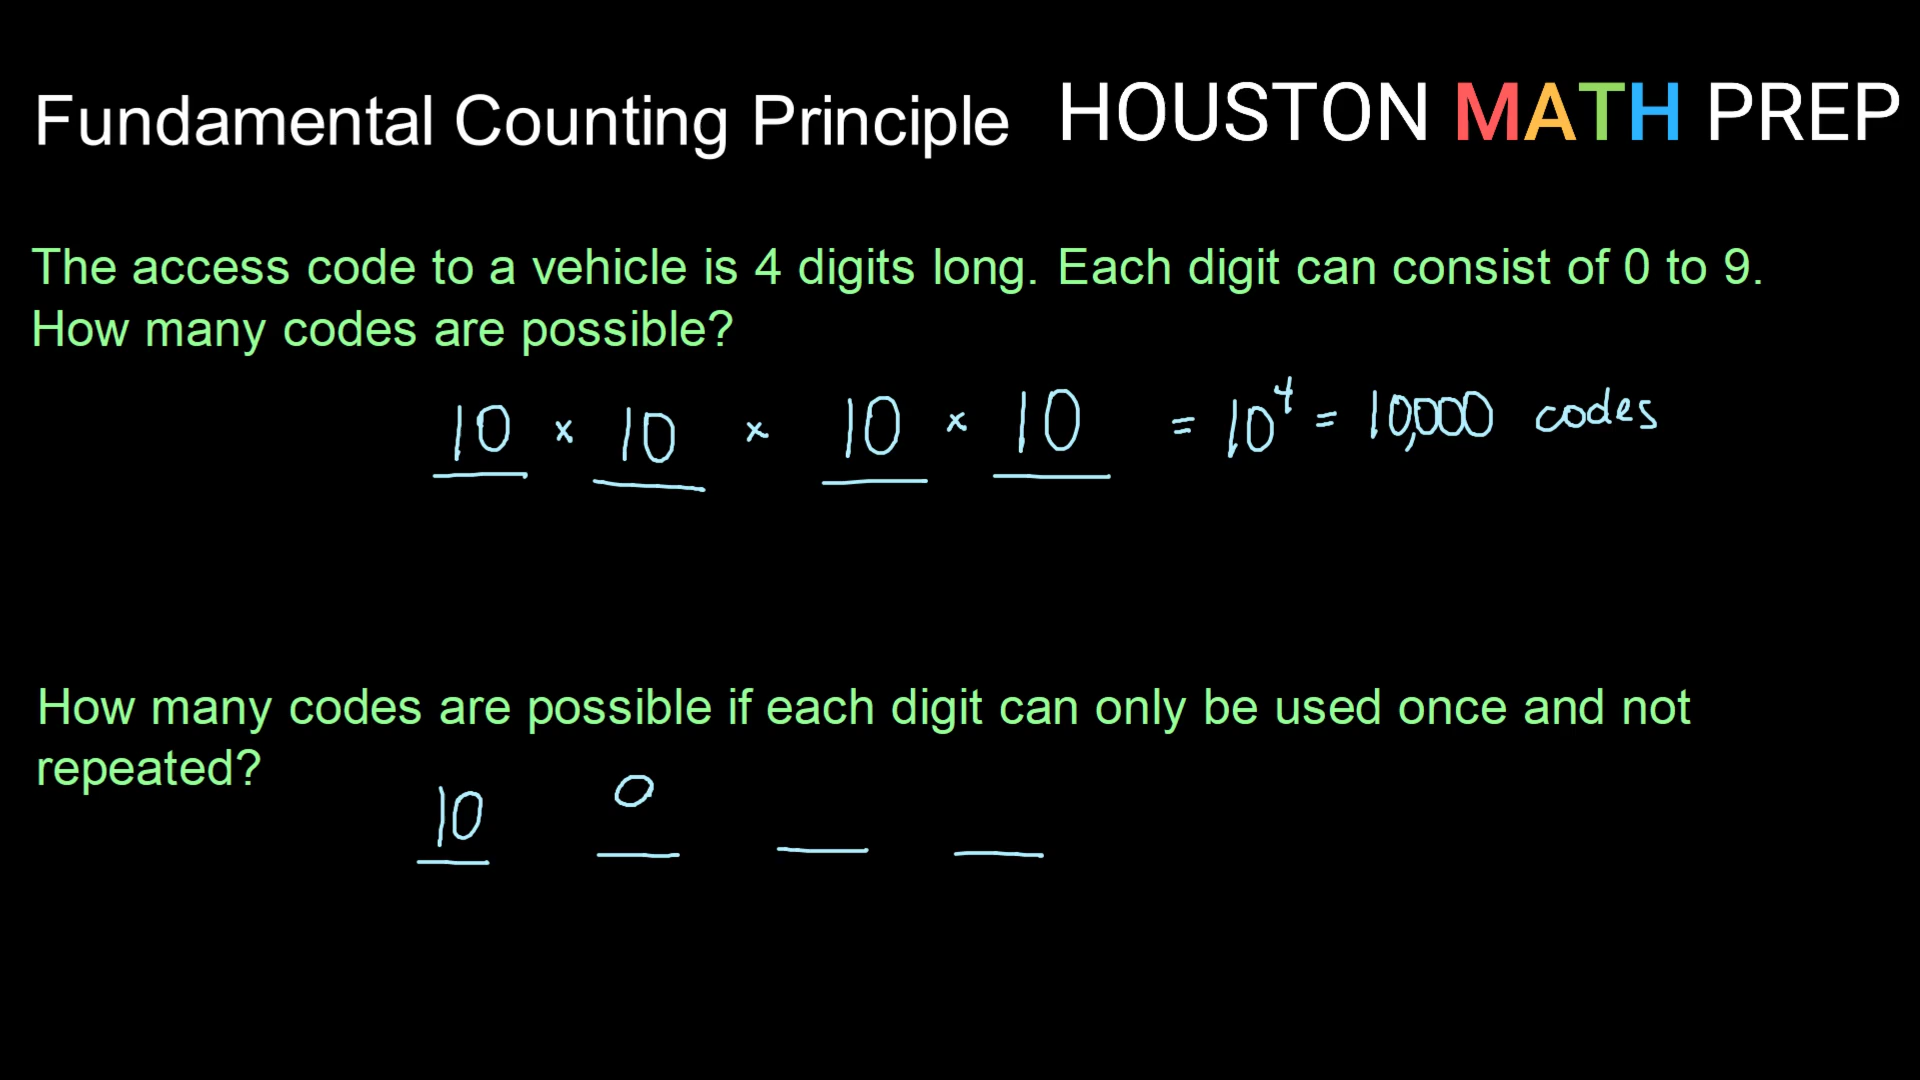 Fundamental Counting Principle HOUSTON MATH PREP
The access code to a vehicle is 4 digits long. Each digit can consist of 0 to 9.
How many codes are possible?
10 × 10 × 10 × 10 = 10⁴ = 10,000 codes
How many codes are possible if each digit can only be used once and not
repeated?
10 0